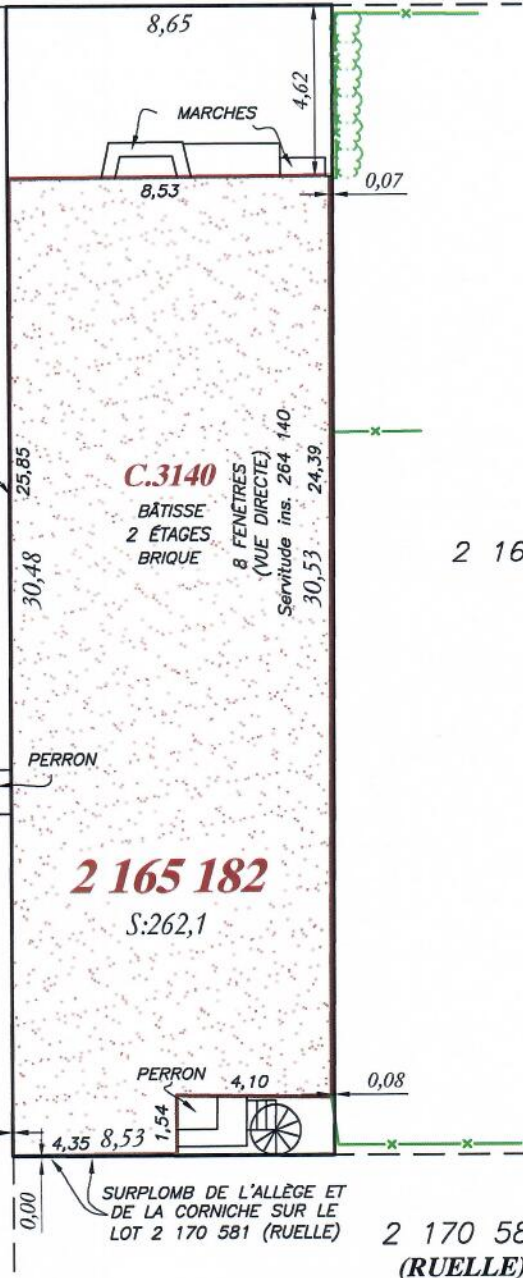 8,65
4,62
MARCHES
8,53
0,07
25,85
30,48
C.3140
BÂTISSE
2 ÉTAGES
BRIQUE
8 FENÊTRES
(VUE DIRECTE)
Servitude ins. 264 140
24,39
30,53
2 16
PERRON
2 165 182
S:262,1
PERRON
4,10
0,08
1,54
4,35
8,53
0,00
SURPLOMB DE L'ALLÈGE ET
DE LA CORNICHE SUR LE
LOT 2 170 581 (RUELLE)
2 170 58
(RUELLE)